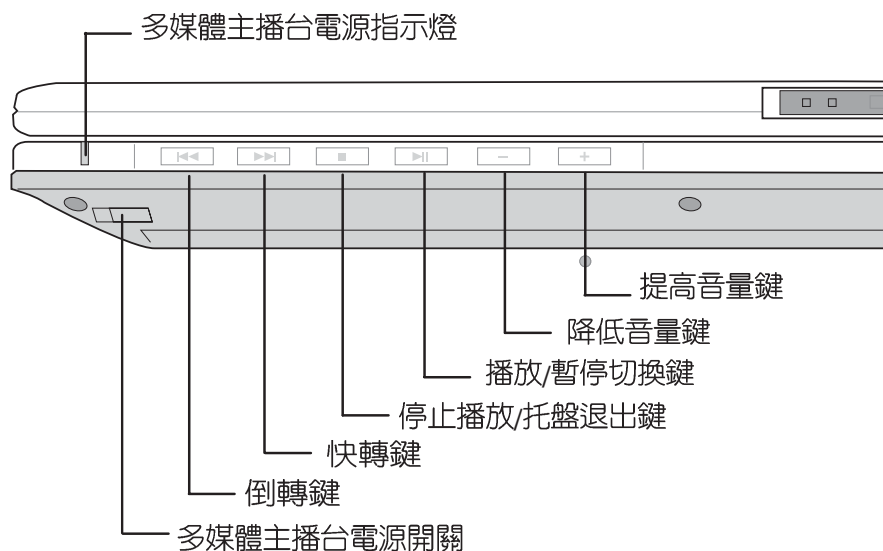 多媒體主播台電源指示燈
提高音量鍵
降低音量鍵
播放/暫停切換鍵
停止播放/托盤退出鍵
快轉鍵
倒轉鍵
多媒體主播台電源開關